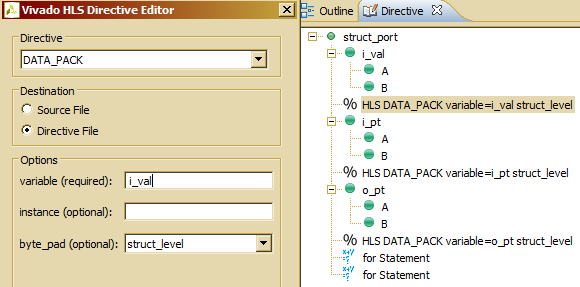 Vivado HLS Directive Editor
Directive
DATA_PACK
Destination
Source File
Directive File
Options
variable (required): i_val
instance (optional):
byte_pad (optional): struct_level
Outline Directive
struct_port
i_val
A
B
% HLS DATA_PACK variable=i_val struct_level
i_pt
A
B
% HLS DATA_PACK variable=i_pt struct_level
o_pt
A
B
% HLS DATA_PACK variable=o_pt struct_level
for Statement
for Statement